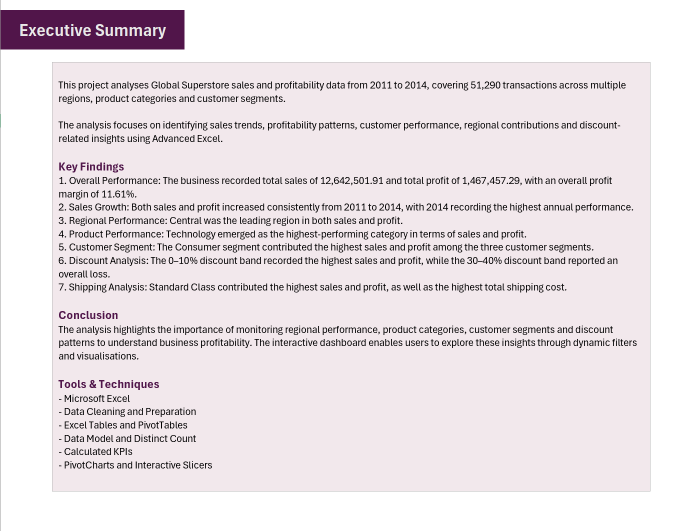 Executive Summary
This project analyses Global Superstore sales and profitability data from 2011 to 2014, covering 51,290 transactions across multiple
regions, product categories and customer segments.
The analysis focuses on identifying sales trends, profitability patterns, customer performance, regional contributions and discount-
related insights using Advanced Excel.
Key Findings
1. Overall Performance: The business recorded total sales of 12,642,501.91 and total profit of 1,467,457.29, with an overall profit
margin of 11.61%.
2. Sales Growth: Both sales and profit increased consistently from 2011 to 2014, with 2014 recording the highest annual performance.
3. Regional Performance: Central was the leading region in both sales and profit.
4. Product Performance: Technology emerged as the highest-performing category in terms of sales and profit.
5. Customer Segment: The Consumer segment contributed the highest sales and profit among the three customer segments.
6. Discount Analysis: The 0–10% discount band recorded the highest sales and profit, while the 30–40% discount band reported an
overall loss.
7. Shipping Analysis: Standard Class contributed the highest sales and profit, as well as the highest total shipping cost.
Conclusion
The analysis highlights the importance of monitoring regional performance, product categories, customer segments and discount
patterns to understand business profitability. The interactive dashboard enables users to explore these insights through dynamic filters
and visualisations.
Tools & Techniques
- Microsoft Excel
- Data Cleaning and Preparation
- Excel Tables and PivotTables
- Data Model and Distinct Count
- Calculated KPIs
- PivotCharts and Interactive Slicers